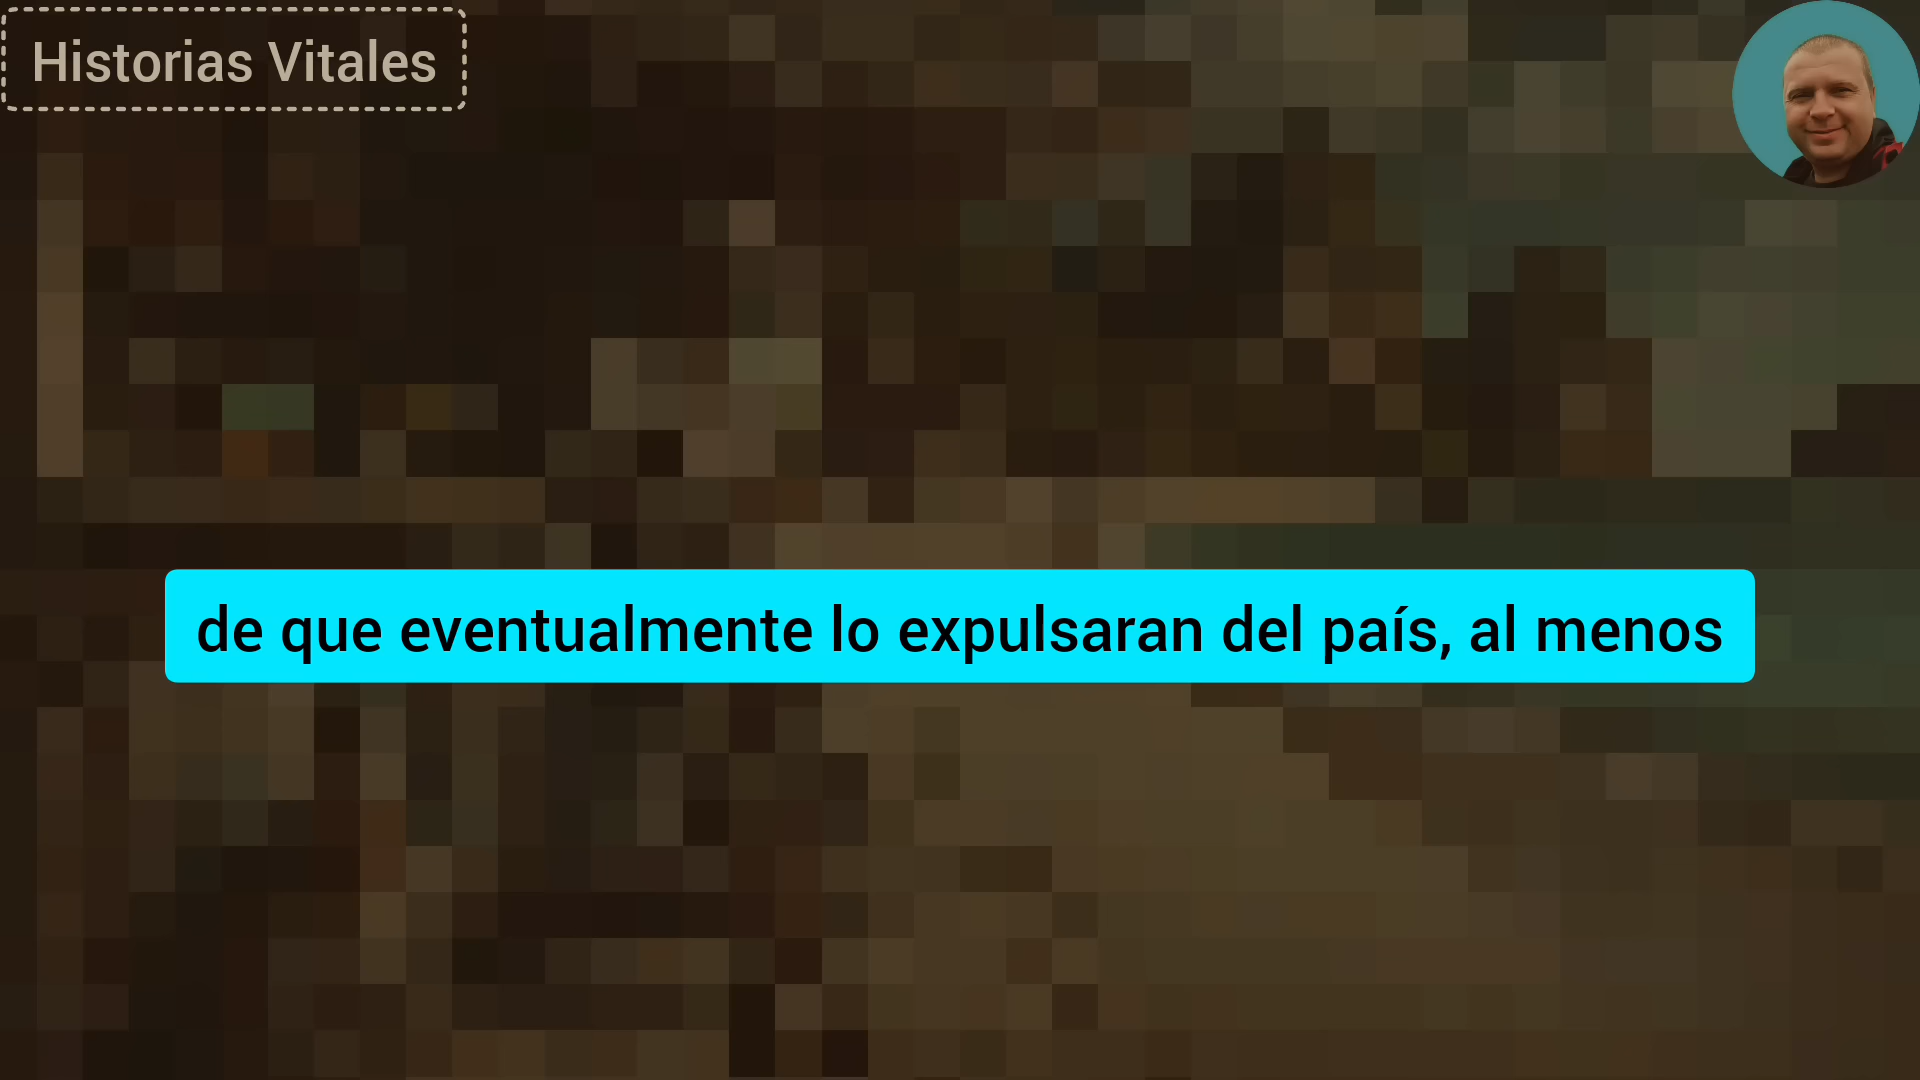 Historias Vitales
de que eventualmente lo expulsaran del país, al menos